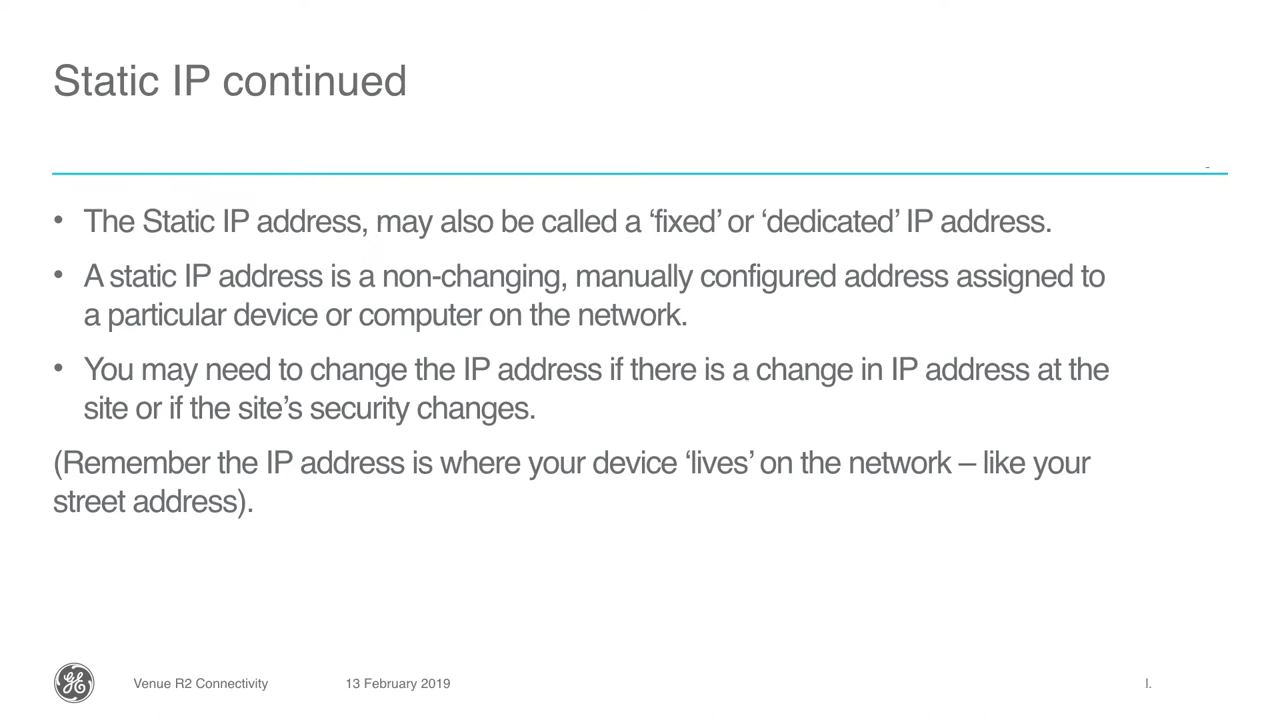 Static IP continued
• The Static IP address, may also be called a ‘fixed’ or ‘dedicated’ IP address.
• A static IP address is a non-changing, manually configured address assigned to
a particular device or computer on the network.
• You may need to change the IP address if there is a change in IP address at the
site or if the site’s security changes.
(Remember the IP address is where your device ‘lives’ on the network – like your
street address).
GE Venue R2 Connectivity 13 February 2019 l.